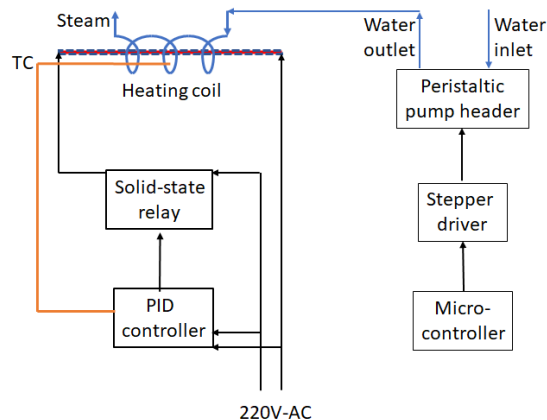 Steam
Water
outlet
Water
inlet
TC
Heating coil
Peristaltic
pump header
Solid-state
relay
Stepper
driver
PID
controller
Micro-
controller
220V-AC